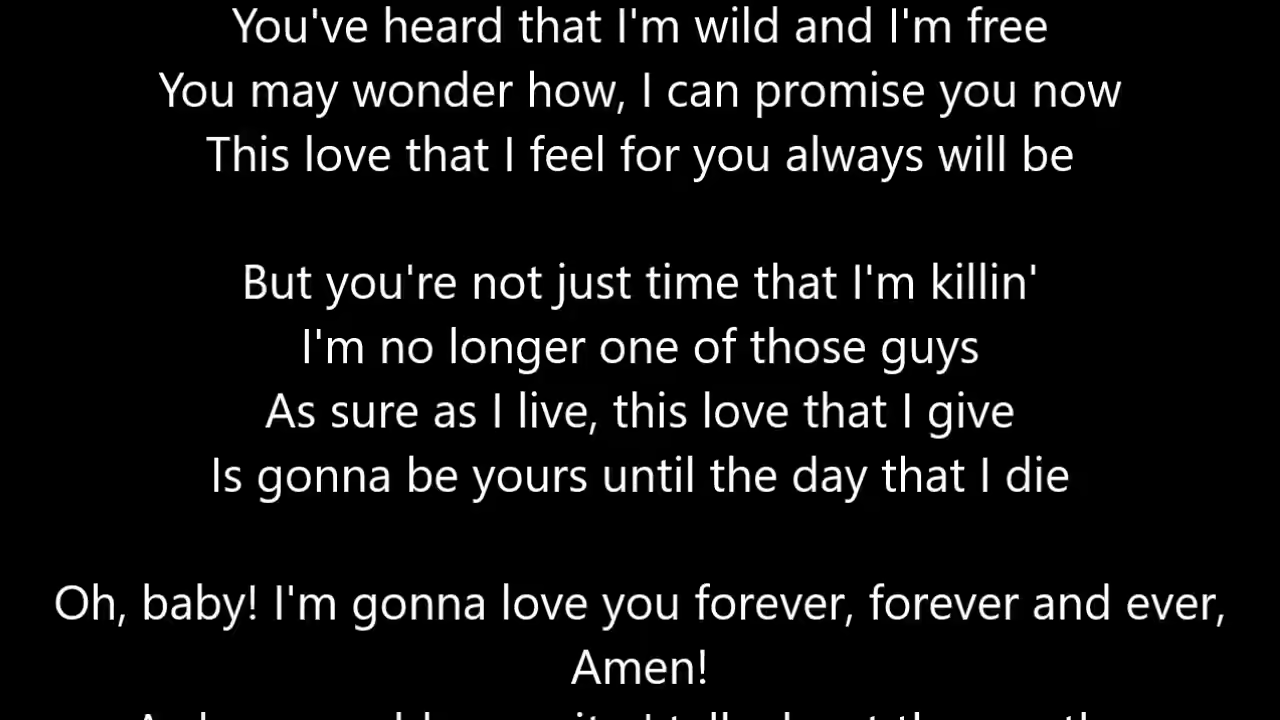 You've heard that I'm wild and I'm free
You may wonder how, I can promise you now
This love that I feel for you always will be
But you're not just time that I'm killin'
I'm no longer one of those guys
As sure as I live, this love that I give
Is gonna be yours until the day that I die
Oh, baby! I'm gonna love you forever, forever and ever,
Amen!